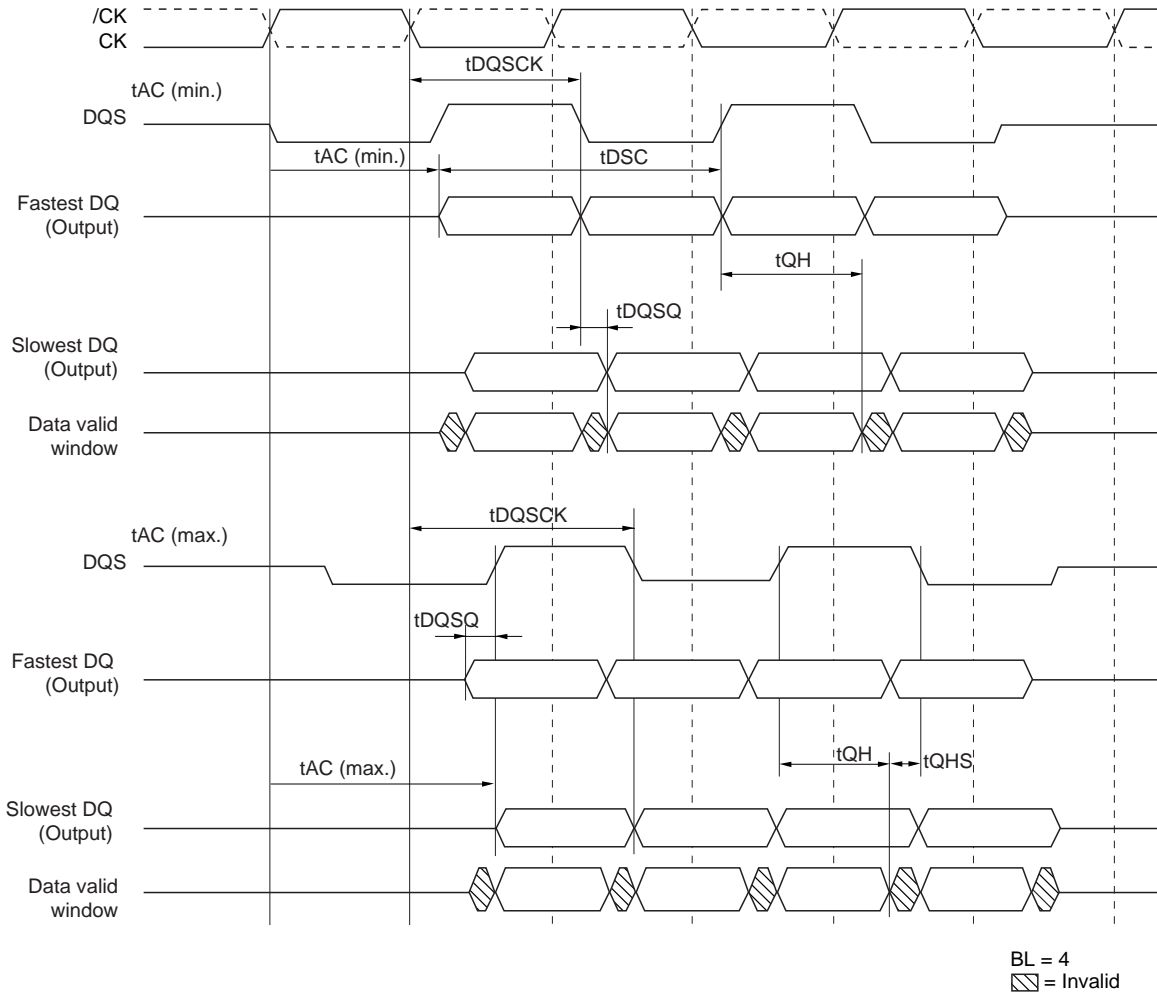 /CK
CK
tDQSCK
tAC (min.)
DQS
tAC (min.)
tDSC
Fastest DQ
(Output)
tQH
tDQSQ
Slowest DQ
(Output)
Data valid
window
tDQSCK
tAC (max.)
DQS
tDQSQ
Fastest DQ
(Output)
tQH
tQHS
tAC (max.)
Slowest DQ
(Output)
Data valid
window
BL = 4
= Invalid